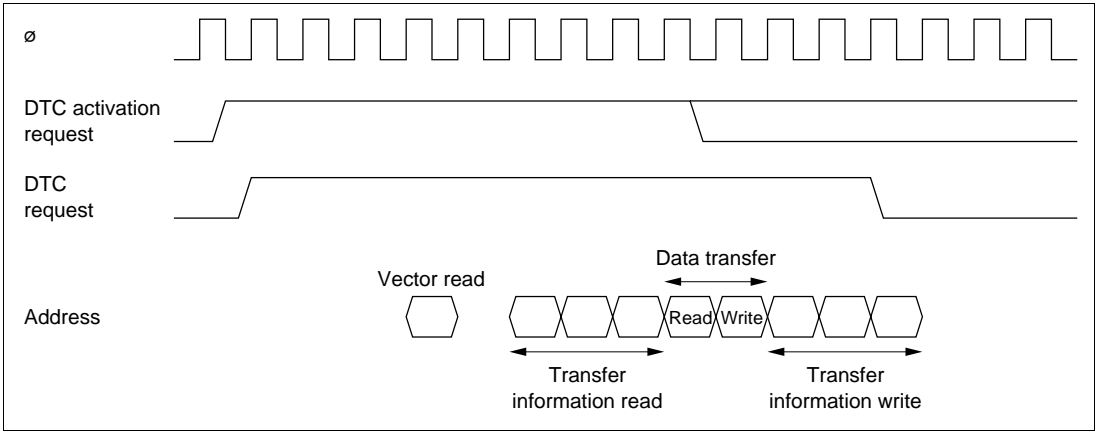 ø
DTC activation
request
DTC
request
Data transfer
Vector read
Address
Read
Write
Transfer
information read
Transfer
information write